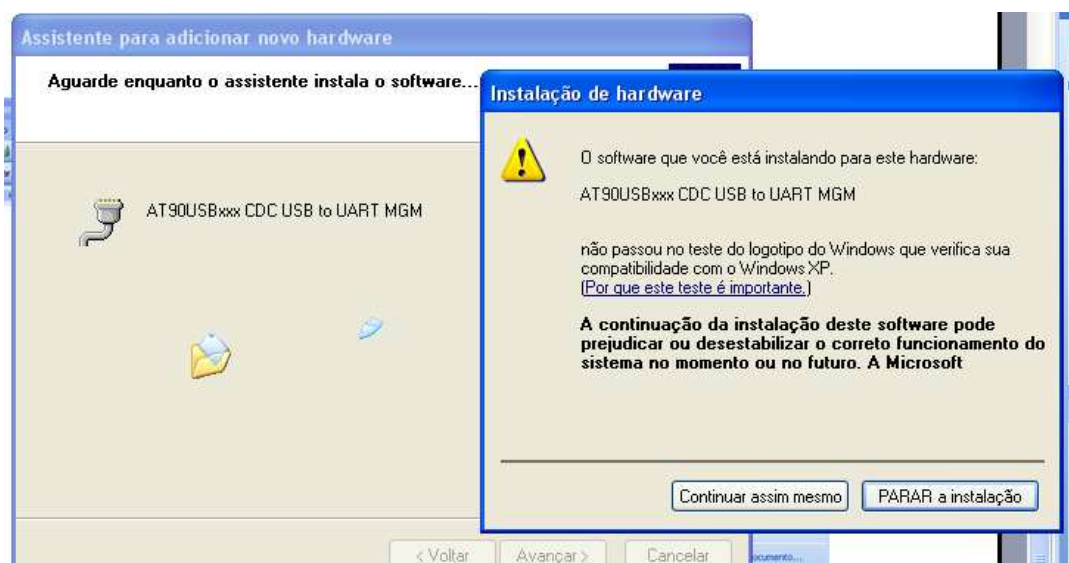 Assistente para adicionar novo hardware
Aguarde enquanto o assistente instala o software...
AT90USBxxx CDC USB to UART MGM
Instalação de hardware
O software que você está instalando para este hardware:
AT90USBxxx CDC USB to UART MGM
não passou no teste do logotipo do Windows que verifica sua
compatibilidade com o Windows XP.
(Por que este teste é importante.)
A continuação da instalação deste software pode
prejudicar ou desestabilizar o correto funcionamento do
sistema no momento ou no futuro. A Microsoft
Continuar assim mesmo
PARAR a instalação
< Voltar
Avançar >
Cancelar
ocumento...